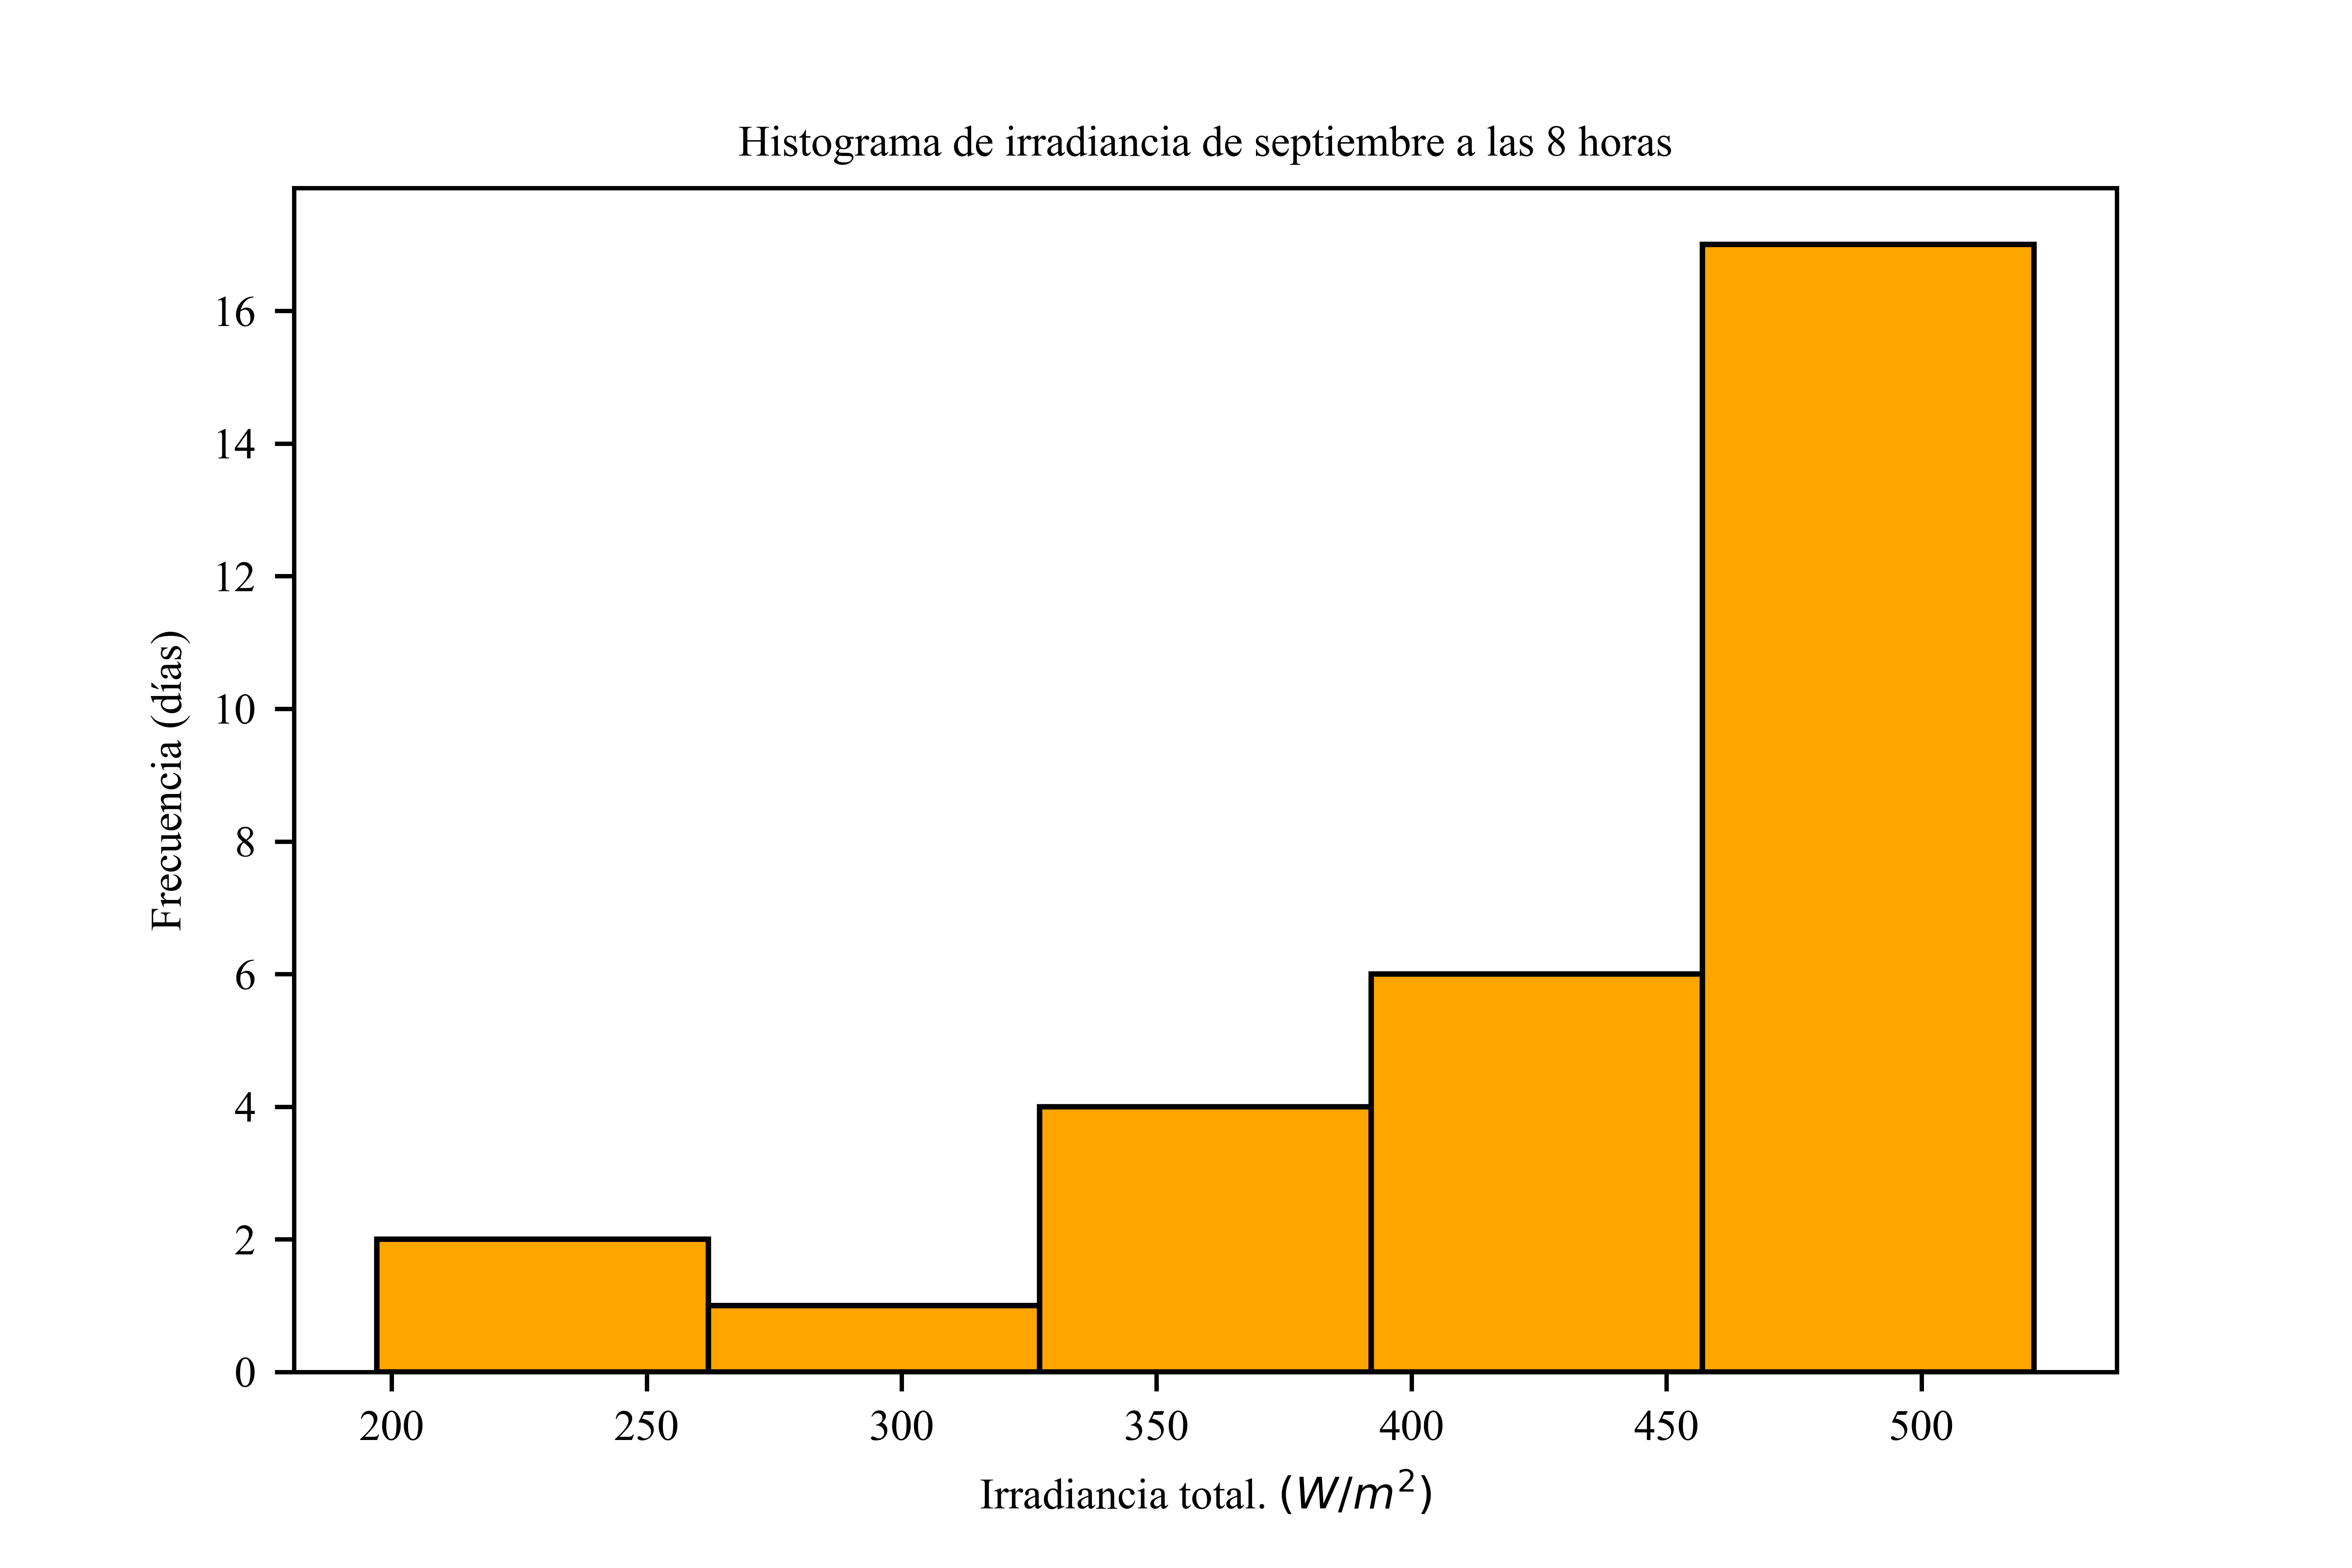 Histograma de irradiancia de septiembre a las 8 horas
16
14
12
10
8
6
4
2
0
Frecuencia (días)
200 250 300 350 400 450 500
Irradiancia total. (W/m²)